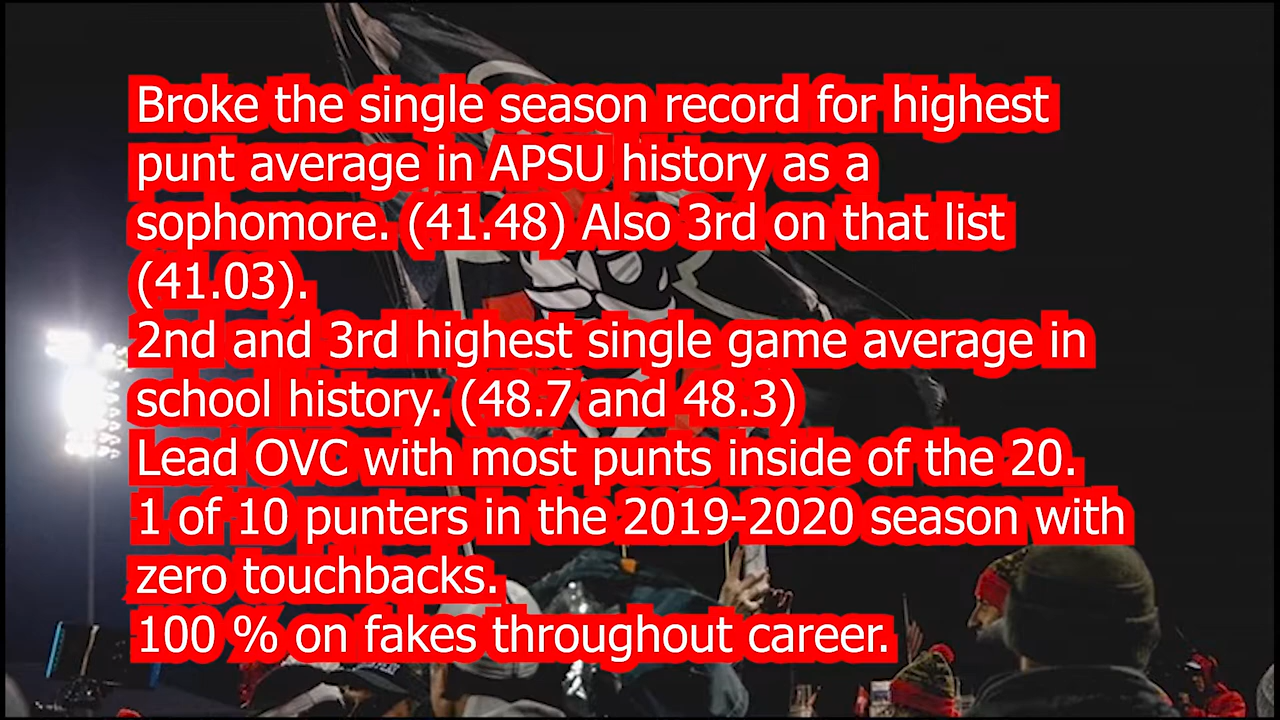 Broke the single season record for highest
punt average in APSU history as a
sophomore. (41.48) Also 3rd on that list
(41.03).
2nd and 3rd highest single game average in
school history. (48.7 and 48.3)
Lead OVC with most punts inside of the 20.
1 of 10 punters in the 2019-2020 season with
zero touchbacks.
100 % on fakes throughout career.